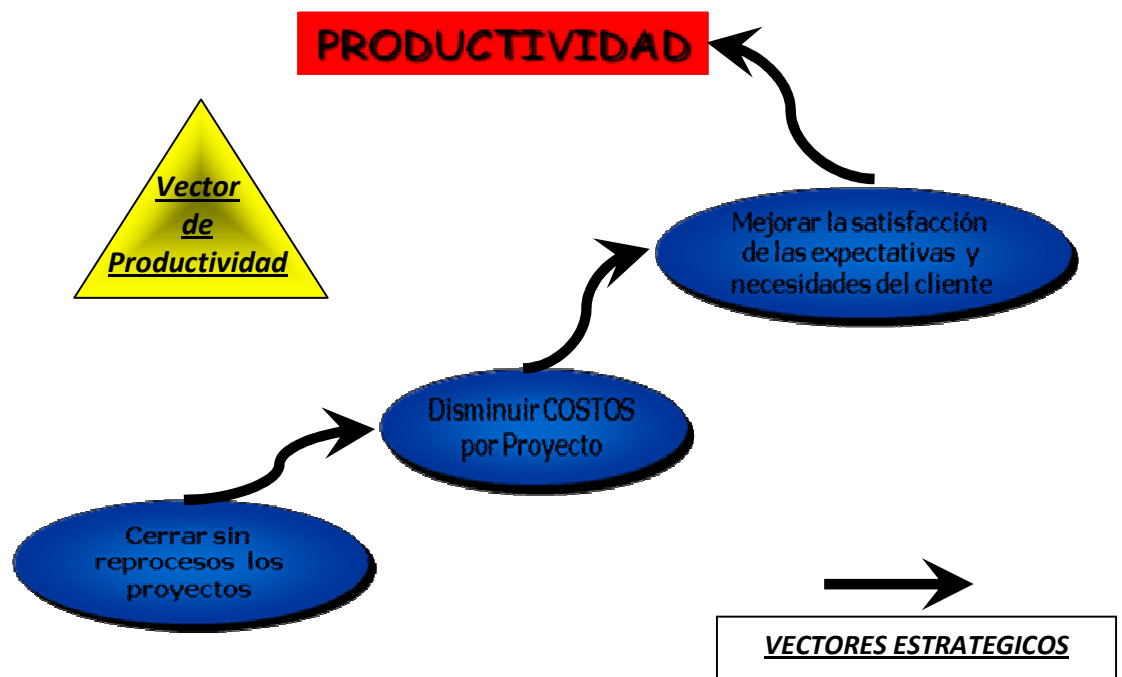 PRODUCTIVIDAD
Vector
de
Productividad
Mejorar la satisfacción
de las expectativas y
necesidades del cliente
Disminuir COSTOS
por Proyecto
Cerrar sin
reprocesos los
proyectos
VECTORES ESTRATEGICOS